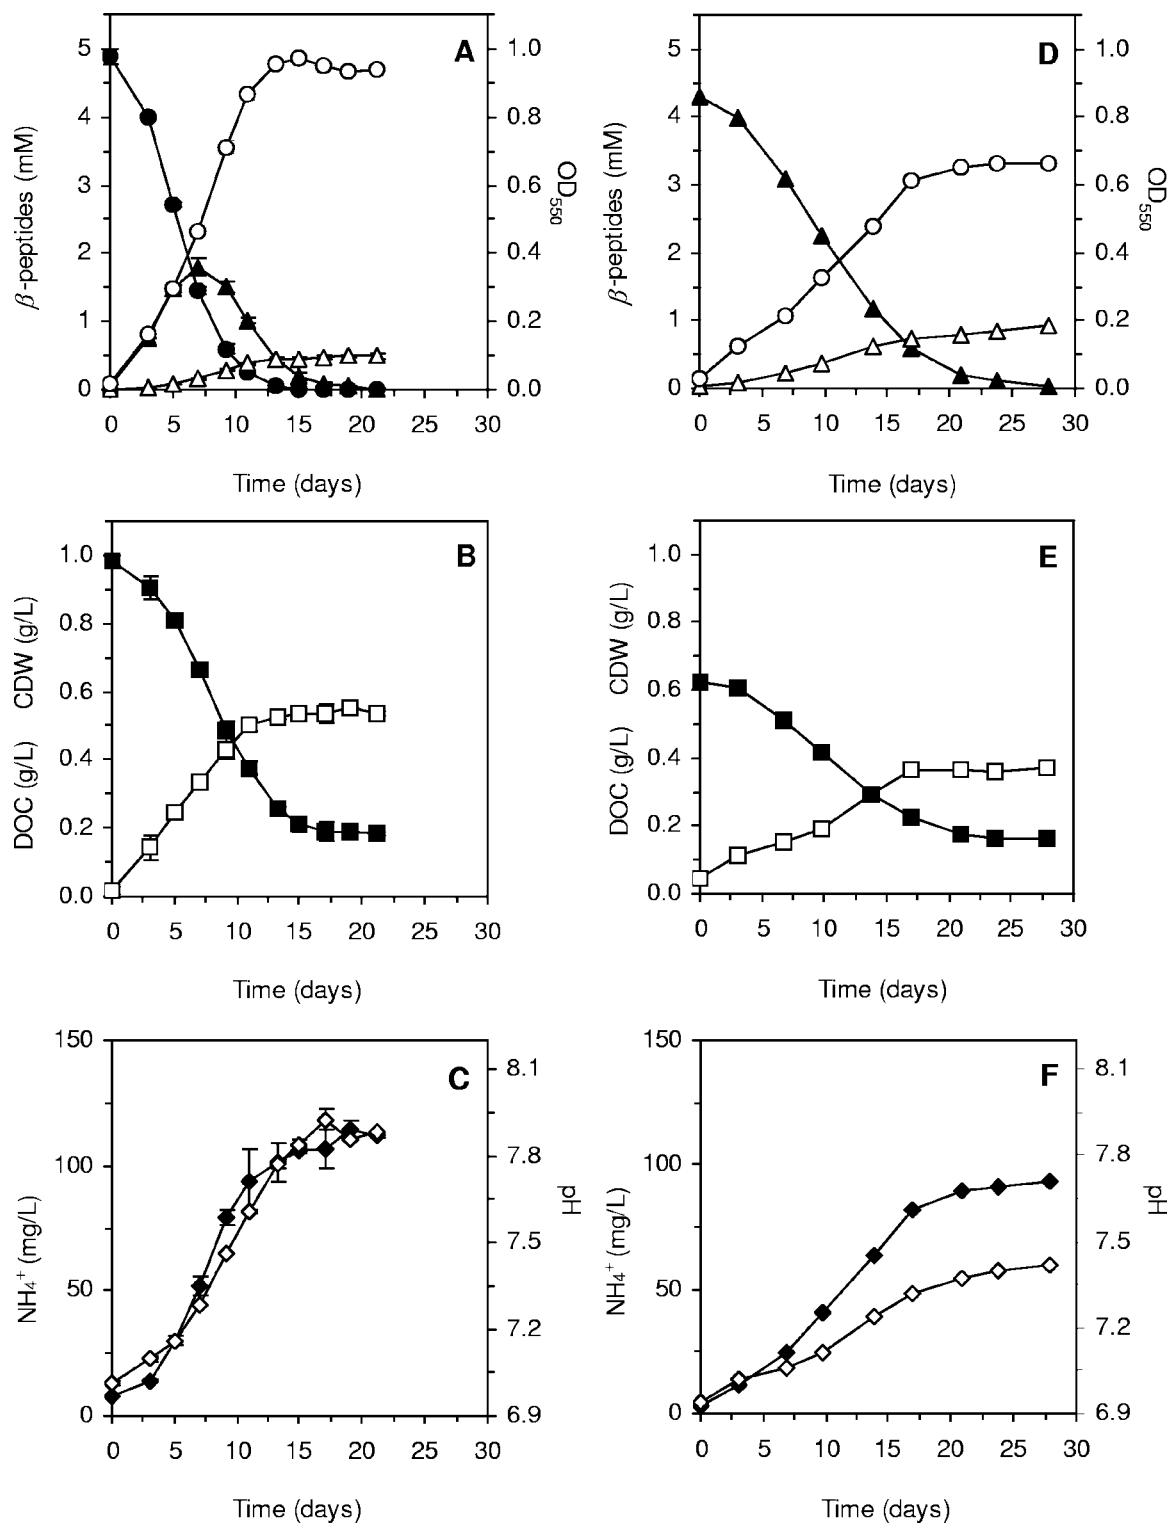 A
5
4
3
2
1
0
β-peptides (mM)
1.0
0.8
0.6
0.4
0.2
0.0
OD550
0 5 10 15 20 25 30
Time (days)
D
5
4
3
2
1
0
β-peptides (mM)
1.0
0.8
0.6
0.4
0.2
0.0
OD550
0 5 10 15 20 25 30
Time (days)
B
1.0
0.8
0.6
0.4
0.2
0.0
DOC (g/L) CDW (g/L)
0 5 10 15 20 25 30
Time (days)
E
1.0
0.8
0.6
0.4
0.2
0.0
DOC (g/L) CDW (g/L)
0 5 10 15 20 25 30
Time (days)
C
150
100
50
0
NH4+ (mg/L)
8.1
7.8
7.5
7.2
6.9
pH
0 5 10 15 20 25 30
Time (days)
F
150
100
50
0
NH4+ (mg/L)
8.1
7.8
7.5
7.2
6.9
pH
0 5 10 15 20 25 30
Time (days)